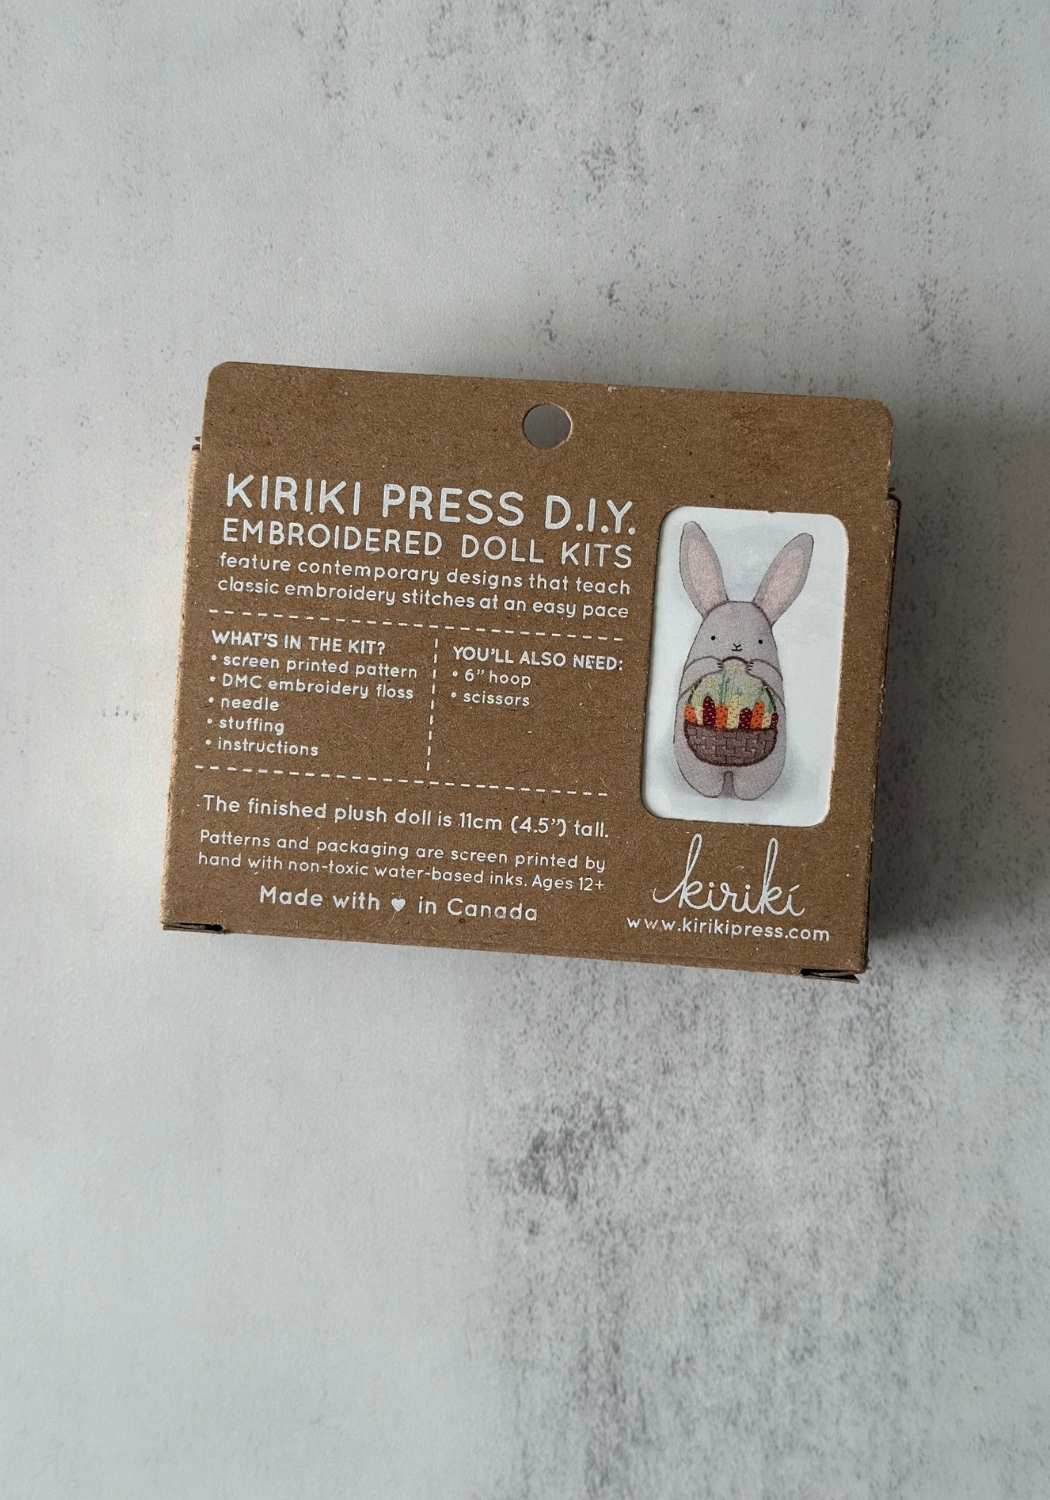 KIRIKI PRESS D.I.Y.
EMBROIDERED DOLL KITS
feature contemporary designs that teach
classic embroidery stitches at an easy pace
WHAT'S IN THE KIT?
• screen printed pattern
• DMC embroidery floss
• needle
• stuffing
• instructions
YOU'LL ALSO NEED:
• 6" hoop
• scissors
The finished plush doll is 11cm (4.5") tall.
Patterns and packaging are screen printed by
hand with non-toxic water-based inks. Ages 12+
Made with ♥ in Canada
kiriki
www.kirikipress.com